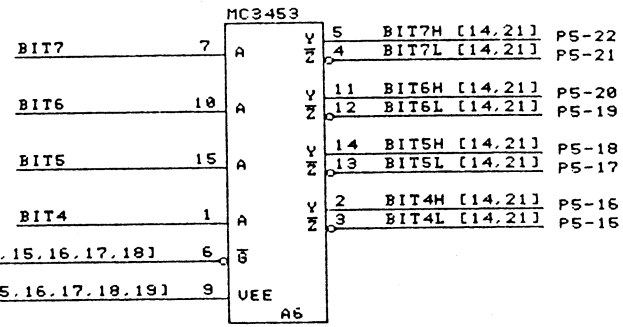 MC3453
BIT7 7 A Y 5 BIT7H [14,21] P5-22
Z 4 BIT7L [14,21] P5-21
BIT6 10 A Y 11 BIT6H [14,21] P5-20
Z 12 BIT6L [14,21] P5-19
BIT5 15 A Y 14 BIT5H [14,21] P5-18
Z 13 BIT5L [14,21] P5-17
BIT4 1 A Y 2 BIT4H [14,21] P5-16
Z 3 BIT4L [14,21] P5-15
,15,16,17,18] 6 G
5,16,17,18,19] 9 VEE
A6